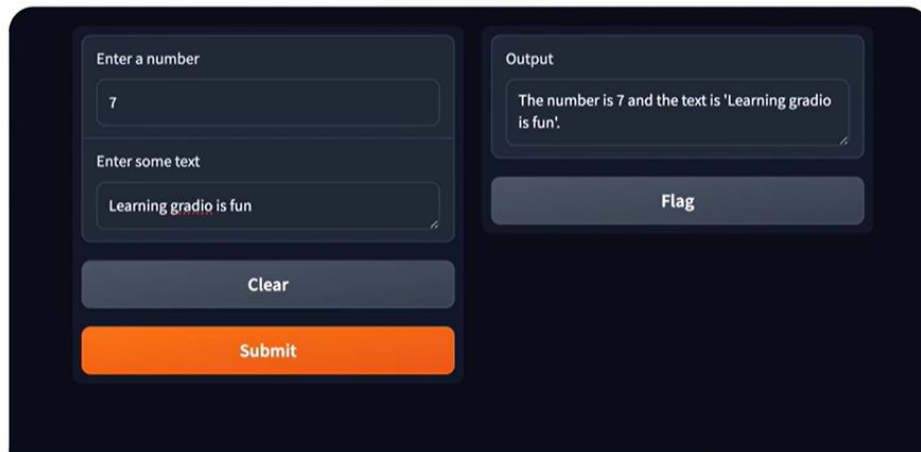 Enter a number
7
Enter some text
Learning gradio is fun
Clear
Submit
Output
The number is 7 and the text is 'Learning gradio
is fun'.
Flag